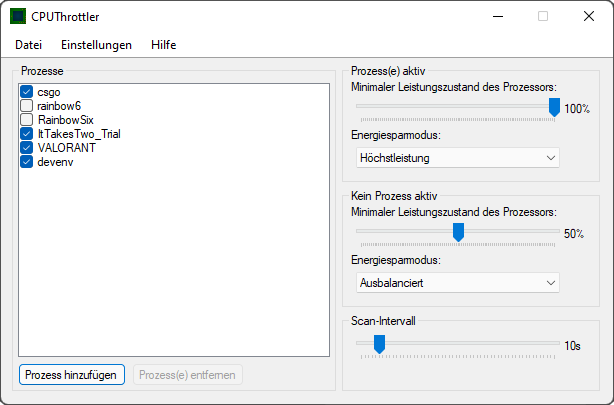 CPUThrottler
Datei Einstellungen Hilfe
Prozesse
csgo
rainbow6
RainbowSix
ItTakesTwo_Trial
VALORANT
devenv
Prozess hinzufügen
Prozess(e) entfernen
Prozess(e) aktiv
Minimaler Leistungszustand des Prozessors:
100%
Energiesparmodus:
Höchstleistung
Kein Prozess aktiv
Minimaler Leistungszustand des Prozessors:
50%
Energiesparmodus:
Ausbalanciert
Scan-Intervall
10s